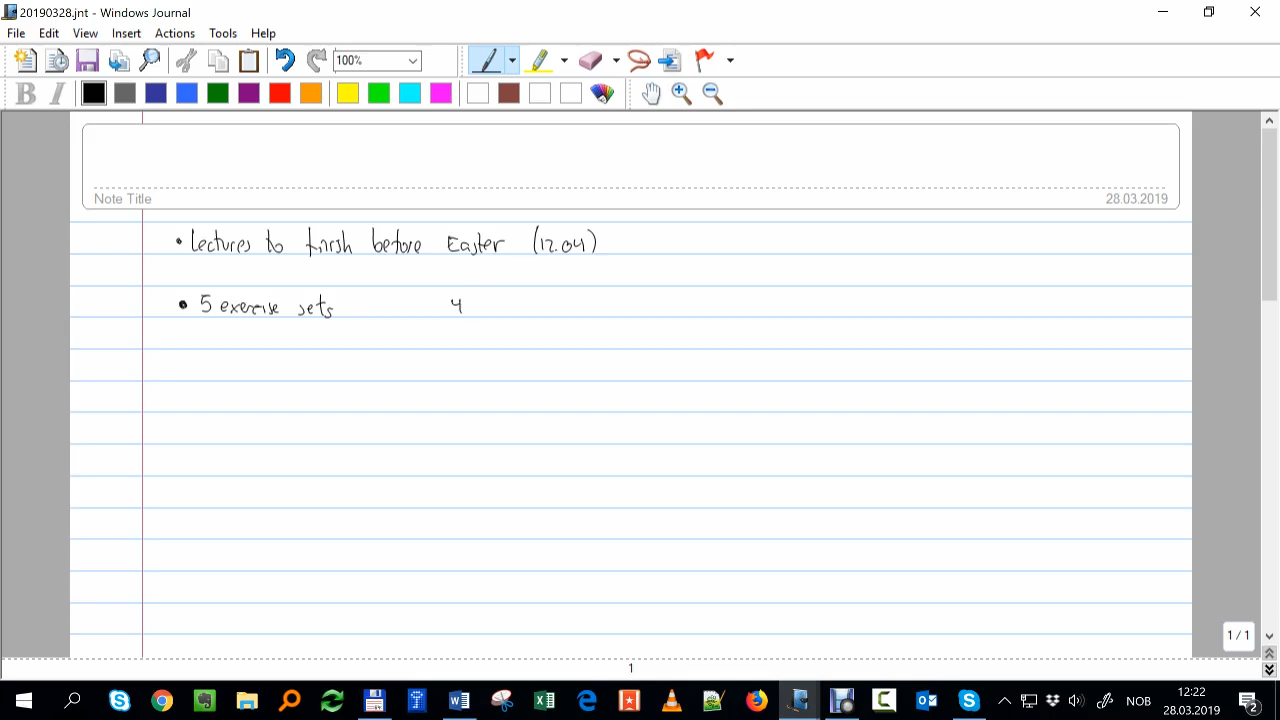 20190328.jnt - Windows Journal
File Edit View Insert Actions Tools Help
100%
B I
Note Title 28.03.2019
• Lectures to finish before Easter (12.04)
• 5 exercise sets 4
1 / 1
1
NOB 12:22
28.03.2019 2